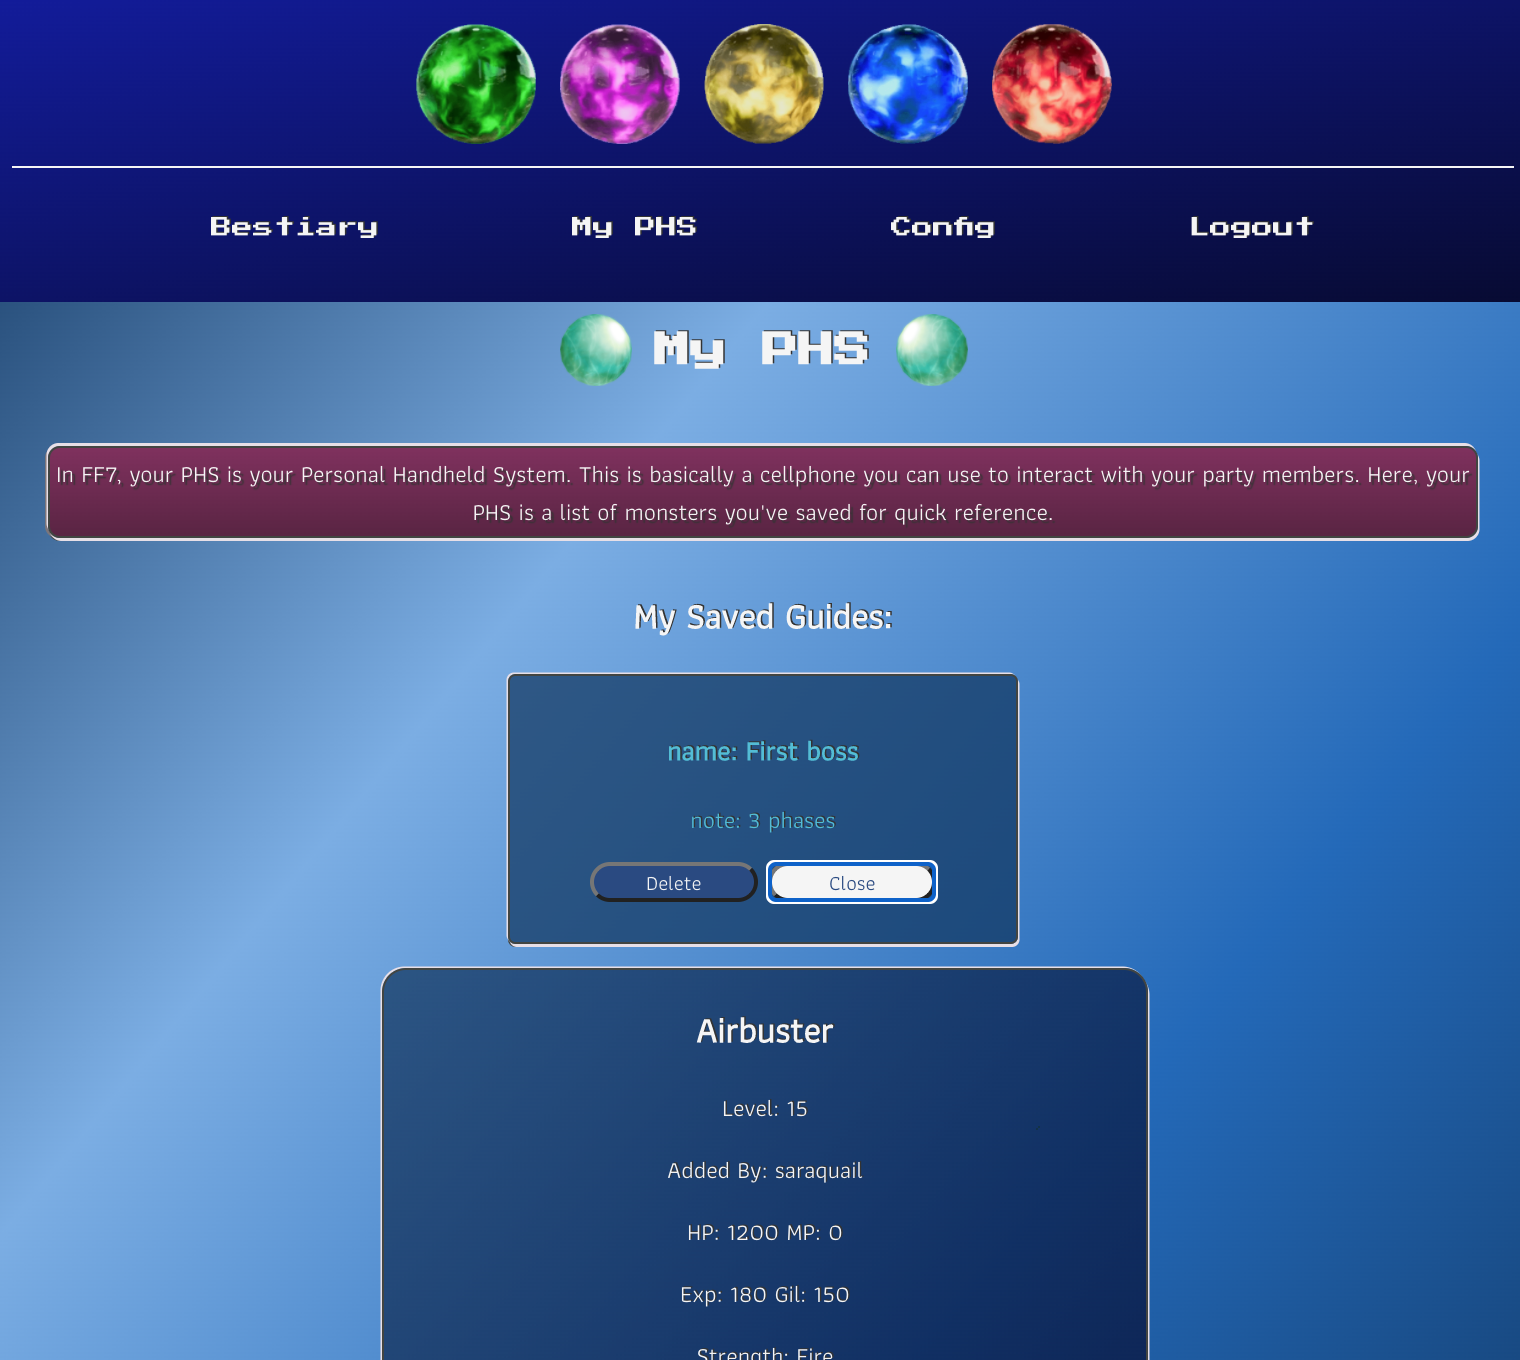 Bestiary My PHS Config Logout
My PHS
In FF7, your PHS is your Personal Handheld System. This is basically a cellphone you can use to interact with your party members. Here, your
PHS is a list of monsters you've saved for quick reference.
My Saved Guides:
name: First boss
note: 3 phases
Delete Close
Airbuster
Level: 15
Added By: saraquail
HP: 1200 MP: 0
Exp: 180 Gil: 150
Strength: Fire